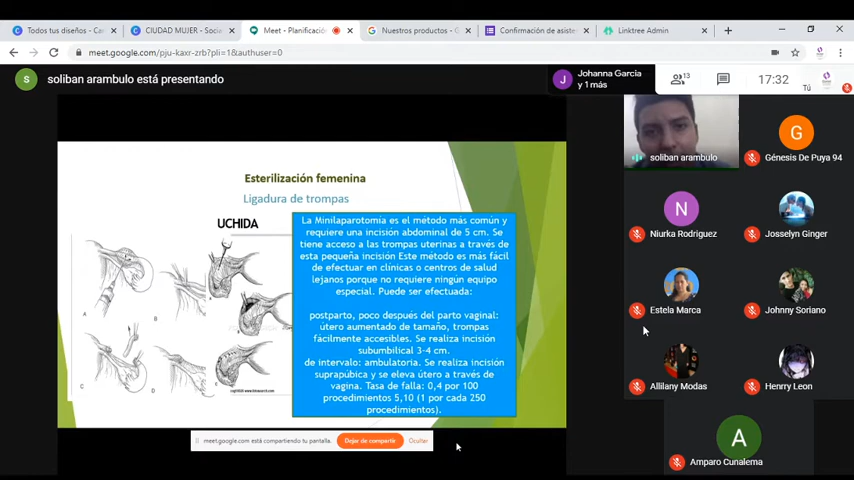 Todos tus diseños - Can
CIUDAD MUJER - Social
Meet - Planificació
Nuestros productos - G
Confirmación de asiste
Linktree Admin
meet.google.com/pju-kaxr-zrb?pli=1&authuser=0
S soliban arambulo está presentando
J Johanna Garcia
y 1 más
13
17:32
Tú
Esterilización femenina
Ligadura de trompas
UCHIDA
A
C
D
E
La Minilaparotomía es el método más común y
requiere una incisión abdominal de 5 cm. Se
tiene acceso a las trompas uterinas a través de
esta pequeña incisión Este método es más fácil
de efectuar en clínicas o centros de salud
lejanos porque no requiere ningún equipo
especial. Puede ser efectuada:
postparto, poco después del parto vaginal:
útero aumentado de tamaño, trompas
fácilmente accesibles. Se realiza incisión
subumbilical 3-4 cm.
de intervalo: ambulatoria. Se realiza incisión
suprapúbica y se eleva útero a través de
vagina. Tasa de falla: 0,4 por 100
procedimientos 5,10 (1 por cada 250
procedimientos).
meet.google.com está compartiendo tu pantalla.
Dejar de compartir
Ocultar
soliban arambulo
G
Génesis De Puya 94
N
Niurka Rodriguez
Josselyn Ginger
Estela Marca
Johnny Soriano
Allilany Modas
Henrry Leon
A
Amparo Cunalema